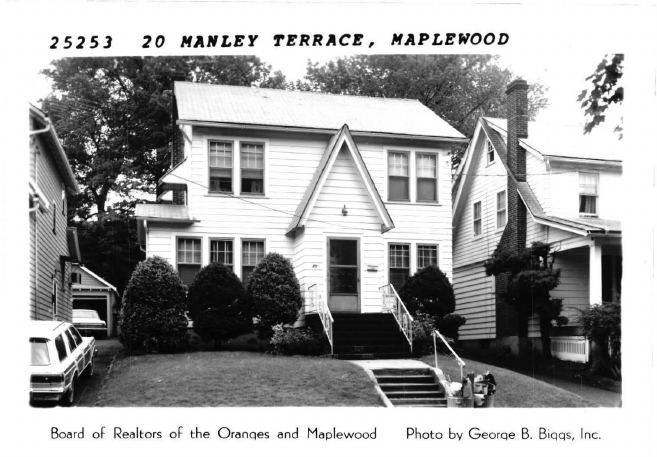 25253 20 MANLEY TERRACE, MAPLEWOOD
Board of Realtors of the Oranges and Maplewood Photo by George B. Biggs, Inc.